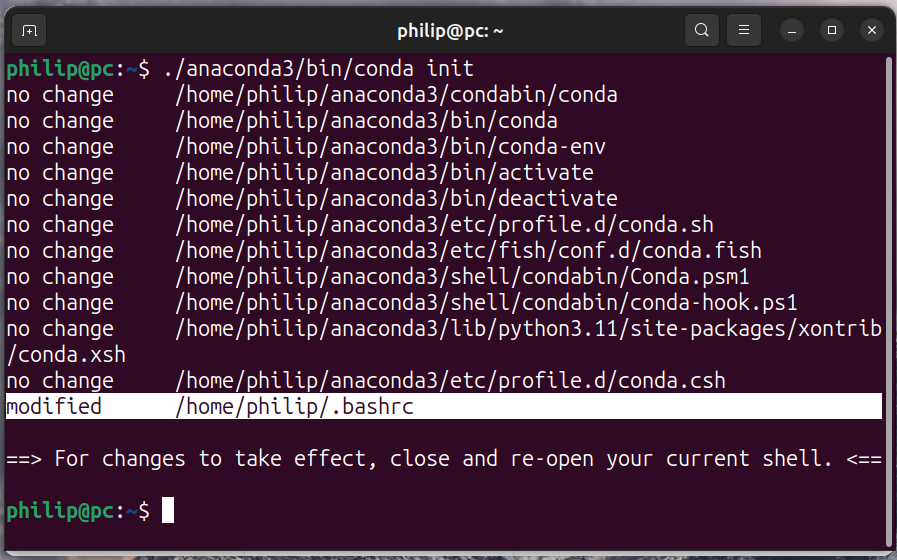 philip@pc: ~
philip@pc:~$ ./anaconda3/bin/conda init
no change     /home/philip/anaconda3/condabin/conda
no change     /home/philip/anaconda3/bin/conda
no change     /home/philip/anaconda3/bin/conda-env
no change     /home/philip/anaconda3/bin/activate
no change     /home/philip/anaconda3/bin/deactivate
no change     /home/philip/anaconda3/etc/profile.d/conda.sh
no change     /home/philip/anaconda3/etc/fish/conf.d/conda.fish
no change     /home/philip/anaconda3/shell/condabin/Conda.psm1
no change     /home/philip/anaconda3/shell/condabin/conda-hook.ps1
no change     /home/philip/anaconda3/lib/python3.11/site-packages/xontrib
/conda.xsh
no change     /home/philip/anaconda3/etc/profile.d/conda.csh
modified      /home/philip/.bashrc
==> For changes to take effect, close and re-open your current shell. <==
philip@pc:~$